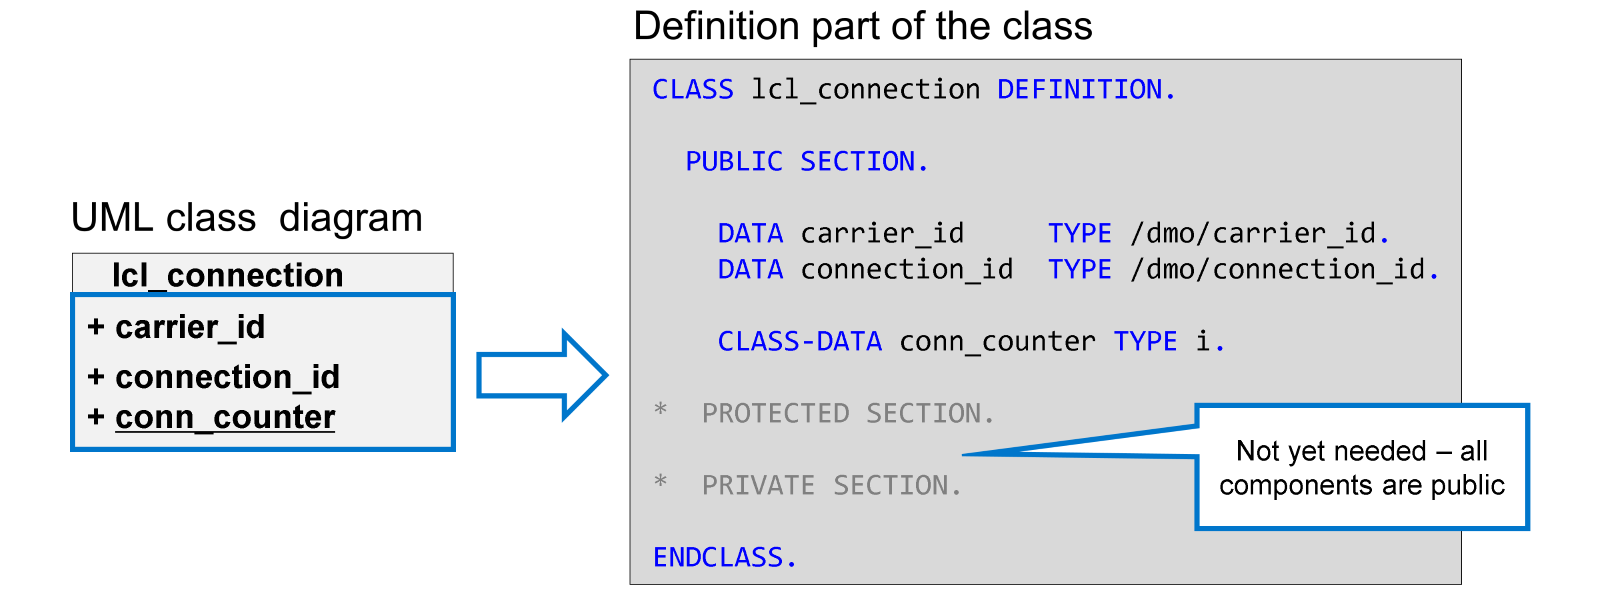 Definition part of the class
UML class diagram
lcl_connection
+ carrier_id
+ connection_id
+ conn_counter
CLASS lcl_connection DEFINITION.
PUBLIC SECTION.
DATA carrier_id TYPE /dmo/carrier_id.
DATA connection_id TYPE /dmo/connection_id.
CLASS-DATA conn_counter TYPE i.
* PROTECTED SECTION.
* PRIVATE SECTION.
ENDCLASS.
Not yet needed – all
components are public